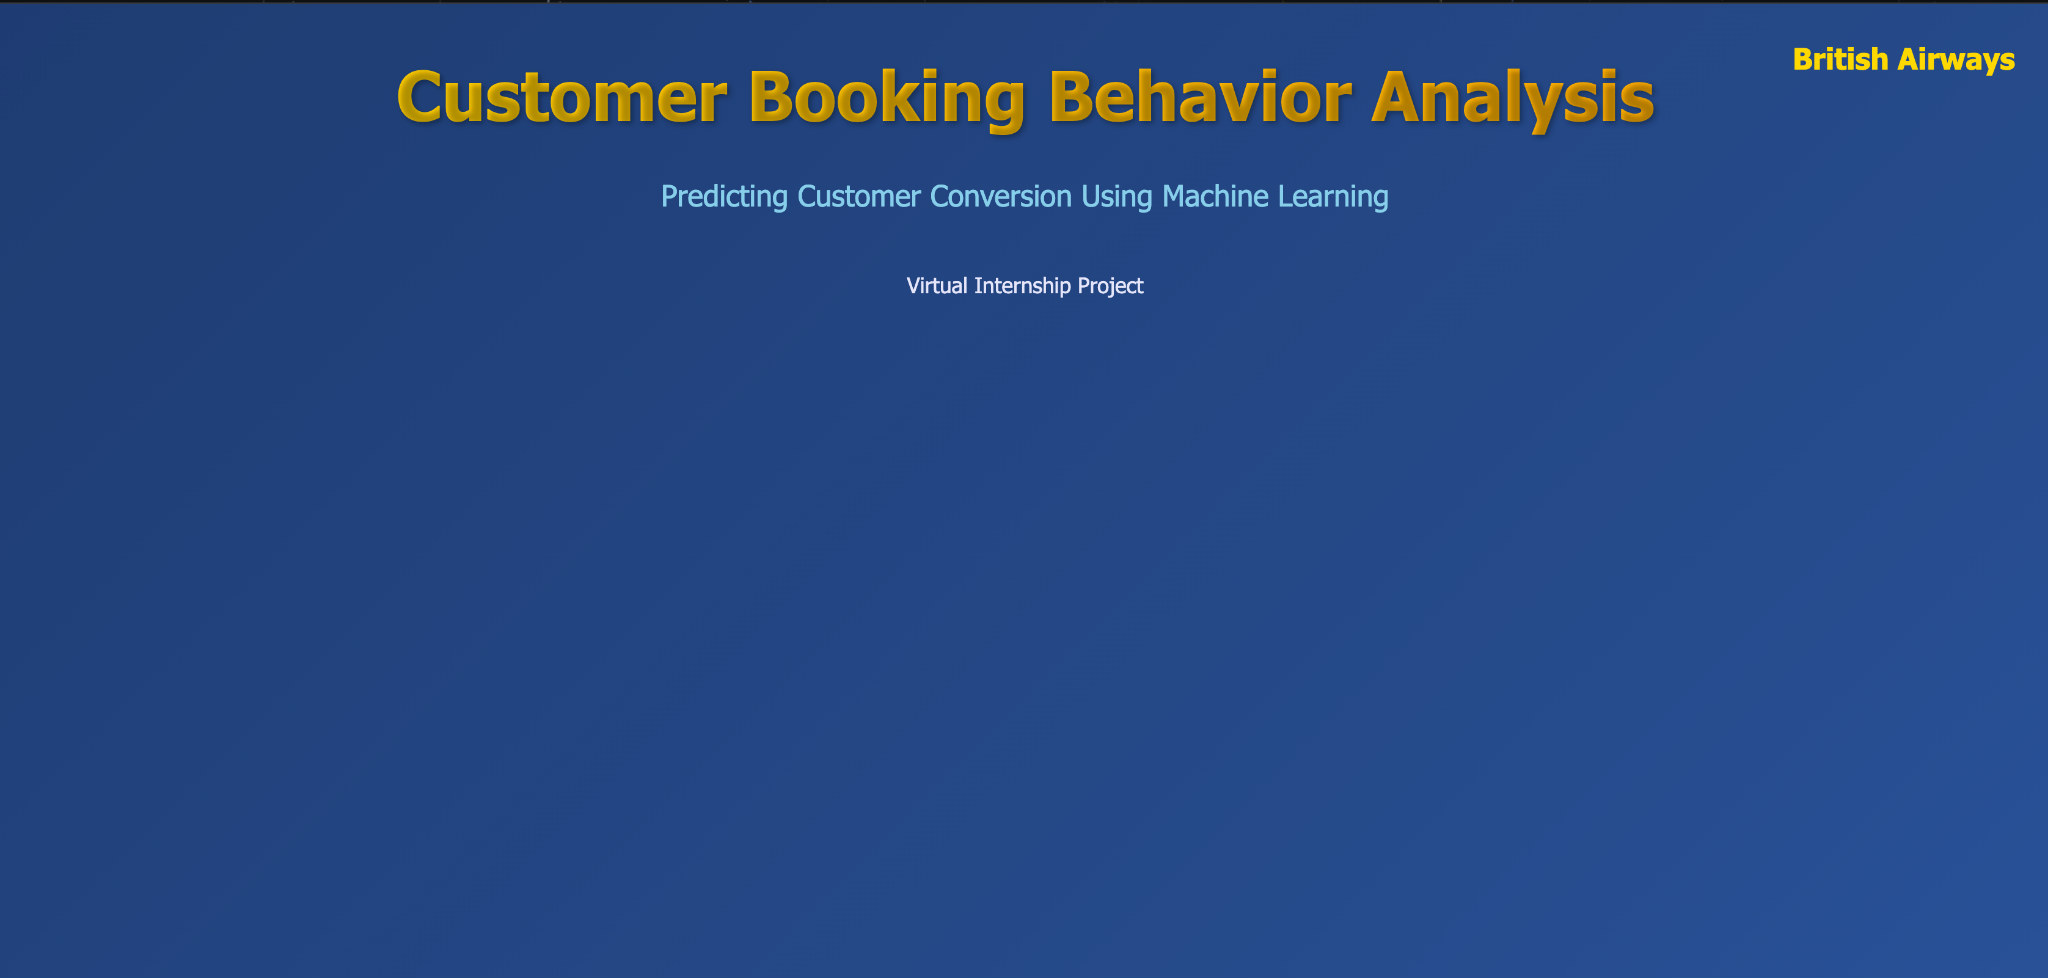 British Airways
Customer Booking Behavior Analysis
Predicting Customer Conversion Using Machine Learning
Virtual Internship Project